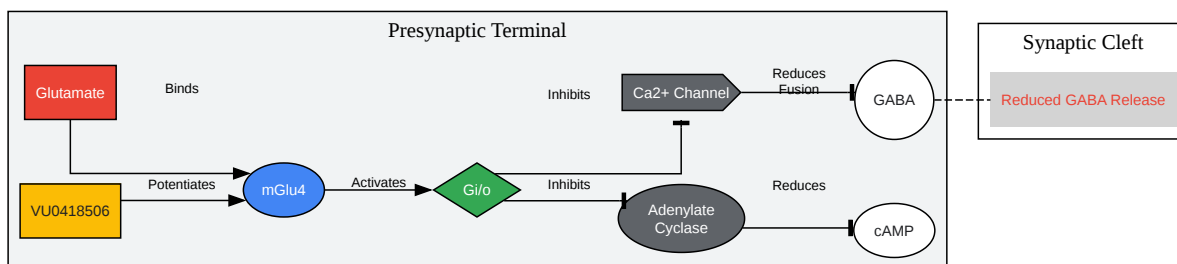 Presynaptic Terminal
Synaptic Cleft
Glutamate
Binds
Inhibits
Ca2+ Channel
Reduces
Fusion
GABA
Reduced GABA Release
VU0418506
Potentiates
mGlu4
Activates
Gi/o
Inhibits
Adenylate
Cyclase
Reduces
cAMP